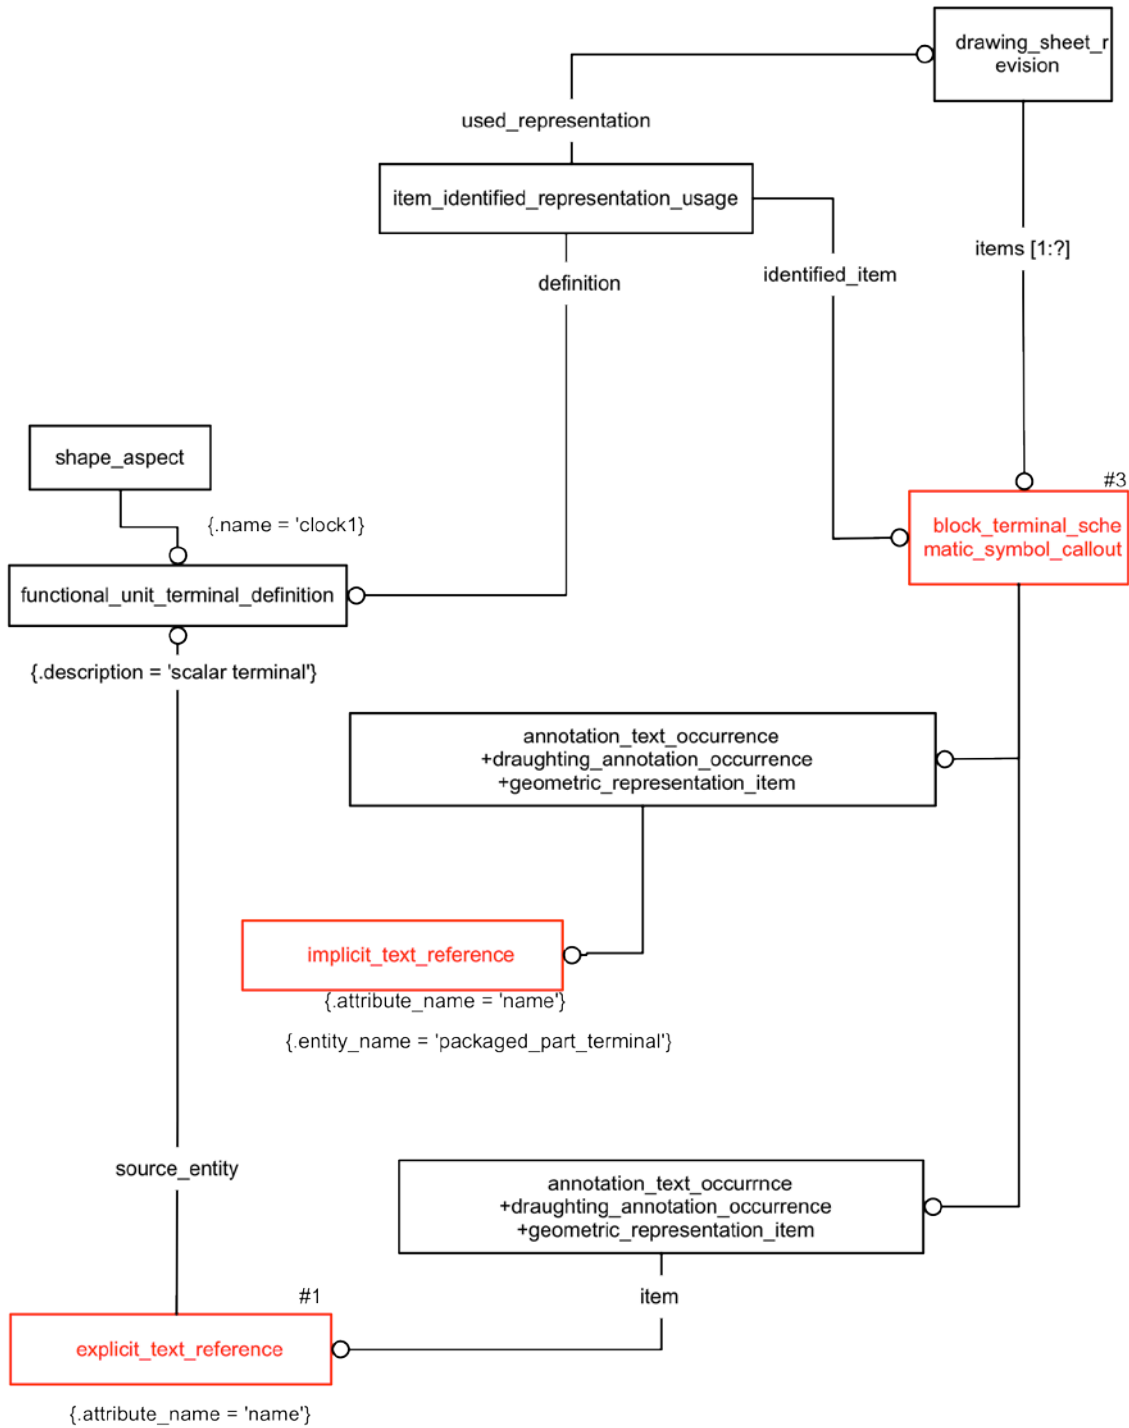 drawing_sheet_r
evision
used_representation
item_identified_representation_usage
items [1:?]
identified_item
definition
shape_aspect
#3
{.name = 'clock1}
block_terminal_sche
matic_symbol_callout
functional_unit_terminal_definition
{.description = 'scalar terminal'}
annotation_text_occurrence
+draughting_annotation_occurrence
+geometric_representation_item
implicit_text_reference
{.attribute_name = 'name'}
{.entity_name = 'packaged_part_terminal'}
source_entity
annotation_text_occurrnce
+draughting_annotation_occurrence
+geometric_representation_item
#1
item
explicit_text_reference
{.attribute_name = 'name'}